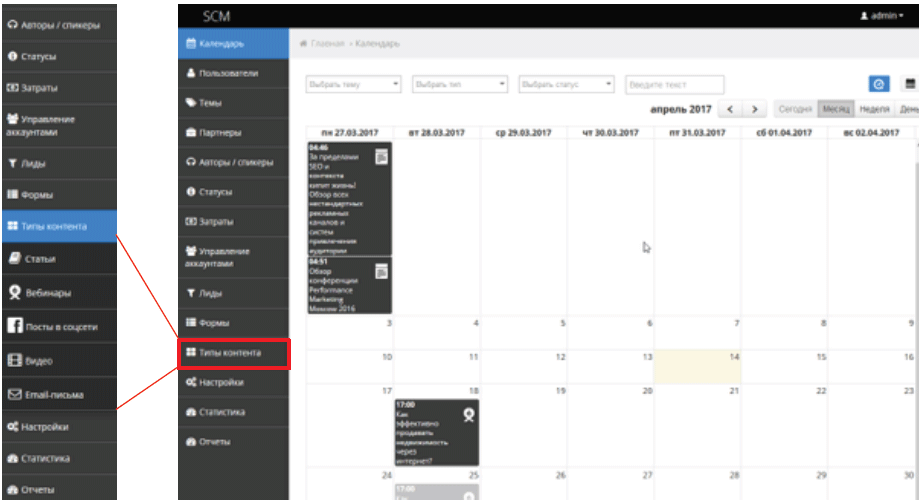 Авторы / спикеры
Статусы
Затраты
Управление
аккаунтами
Лиды
Формы
Типы контента
Статьи
Вебинары
Посты в соцсети
Видео
Email-письма
Настройки
Статистика
Отчеты
SCM
admin
Календарь
Пользователи
Темы
Партнеры
Авторы / спикеры
Статусы
Затраты
Управление
аккаунтами
Лиды
Формы
Типы контента
Настройки
Статистика
Отчеты
Главная » Календарь
Выбрать тему
Выбрать тип
Выбрать статус
Введите текст
апрель 2017 < > Сегодня Месяц Неделя День
пн 27.03.2017 вт 28.03.2017 ср 29.03.2017 чт 30.03.2017 пт 31.03.2017 сб 01.04.2017 вс 02.04.2017
04:46
За пределами
SEO и
контекста
кипит жизнь!
Обзор всех
нестандартных
рекламных
каналов и
систем
привлечения
аудитории
04:51
Обзор
конференции
Performance
Marketing
Moscow 2016
3 4 5 6 7 8 9
10 11 12 13 14 15 16
17 18 19 20 21 22 23
17:00
Как
эффективно
продавать
недвижимость
через
интернет?
24 25 26 27 28 29 30
17:00
Как